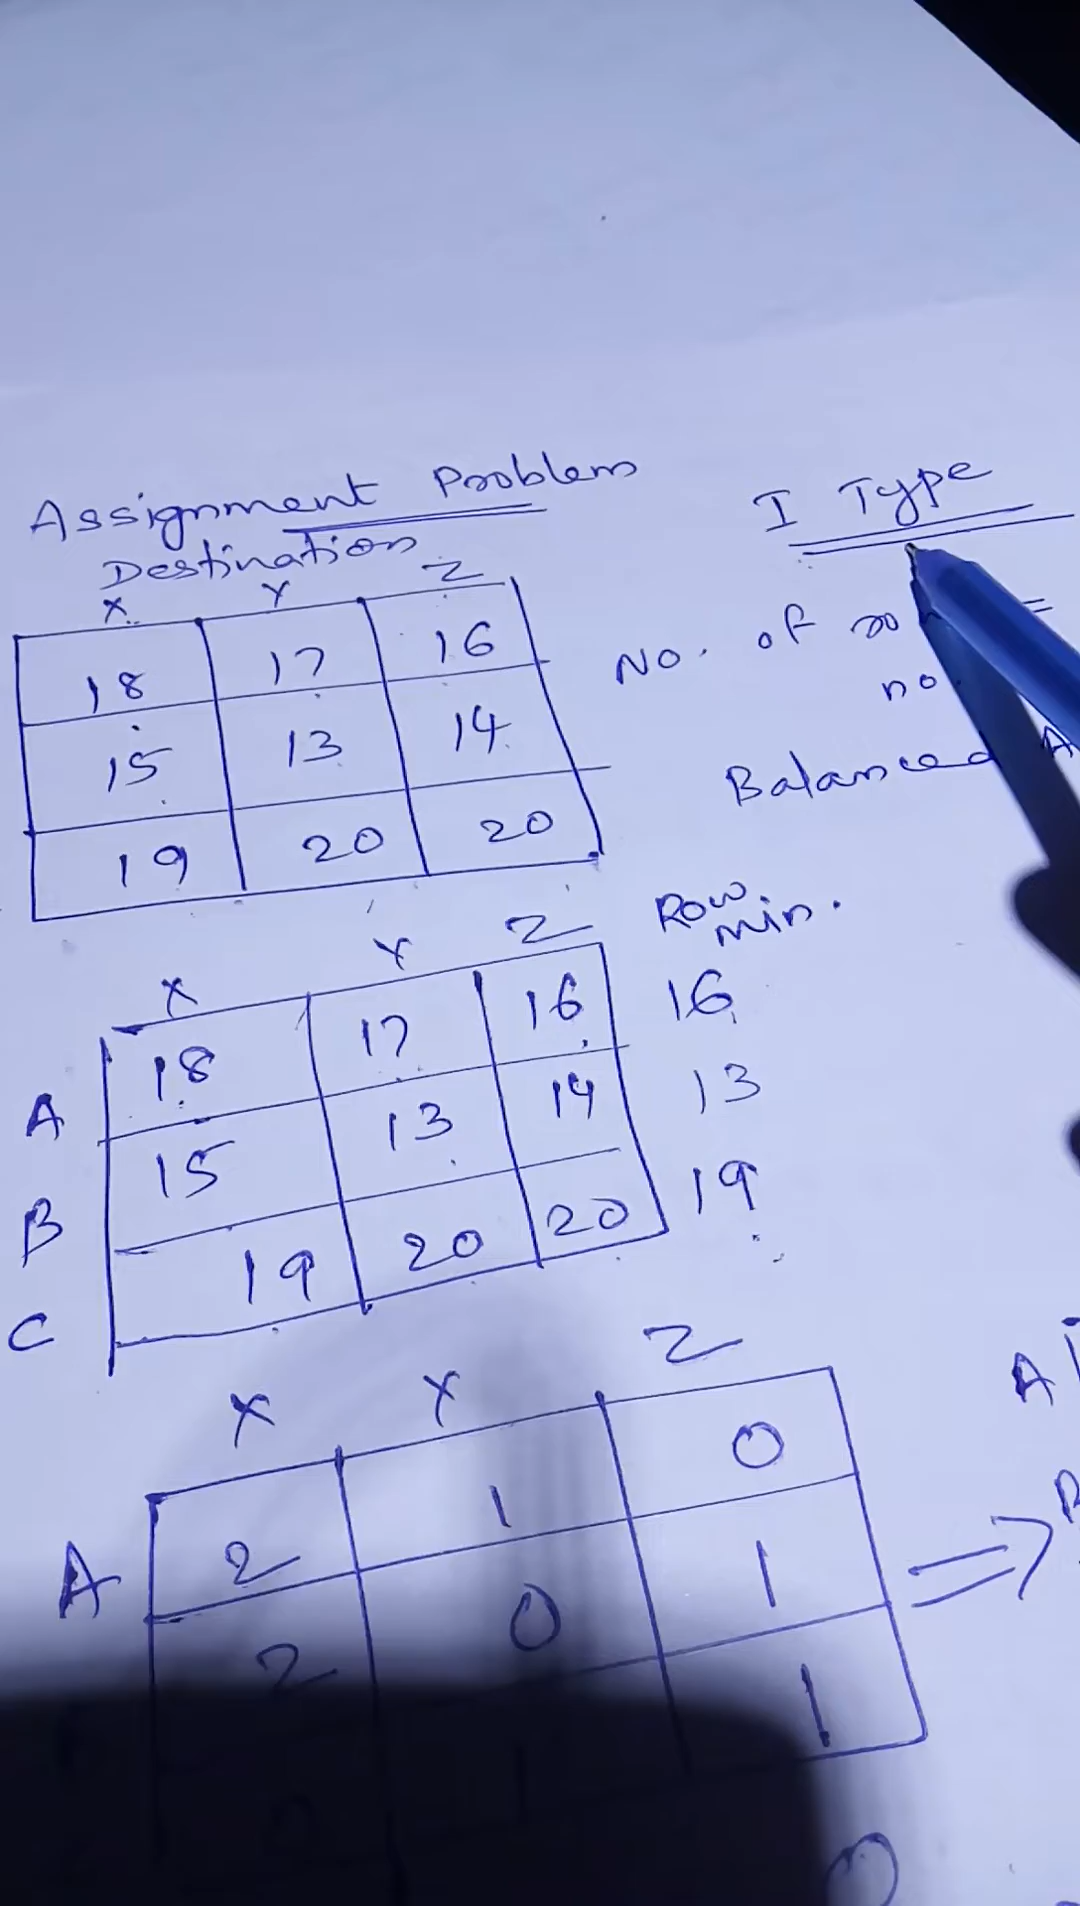 Assignment Problem
I Type
Destination
X Y Z
18 17 16
15 13 14
19 20 20
No. of =
no
Balanced A
Row
min.
X Y Z
A 18 17 16 16
B 15 13 14 13
C 19 20 20 19
X Y Z
A 2 1 0
2 0 1 =>
1
A
0